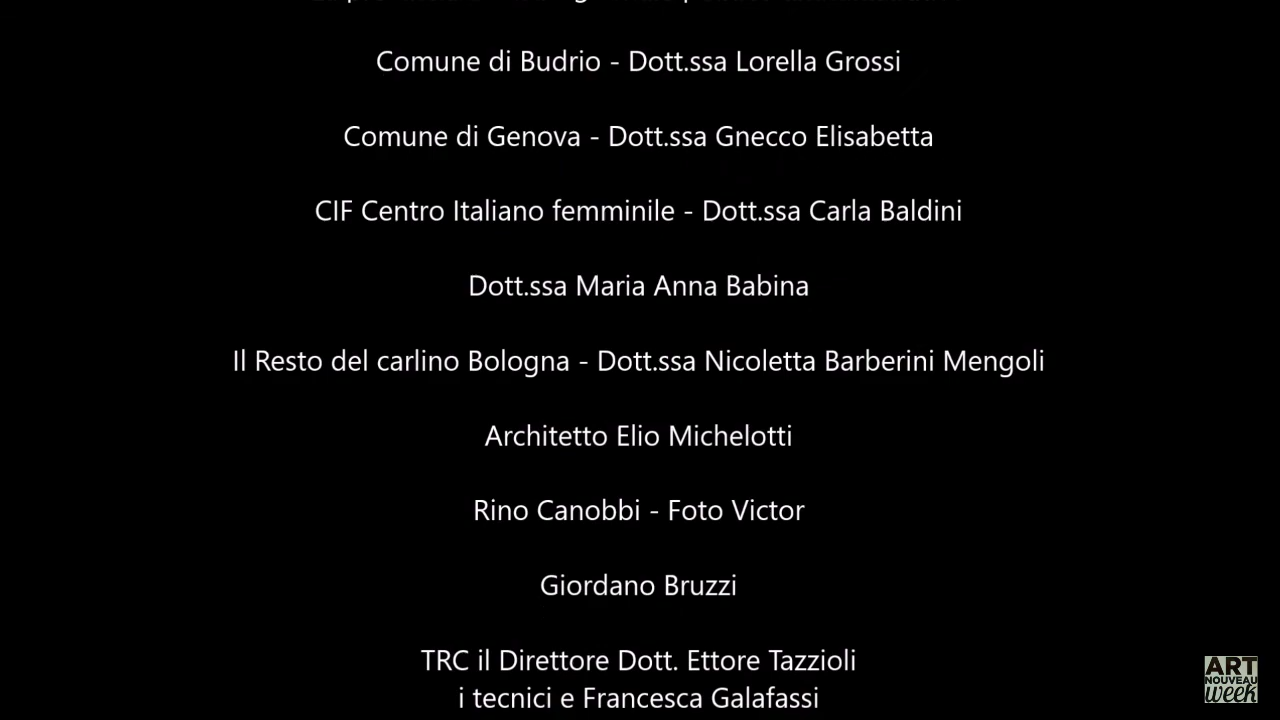 Comune di Budrio - Dott.ssa Lorella Grossi
Comune di Genova - Dott.ssa Gnecco Elisabetta
CIF Centro Italiano femminile - Dott.ssa Carla Baldini
Dott.ssa Maria Anna Babina
Il Resto del carlino Bologna - Dott.ssa Nicoletta Barberini Mengoli
Architetto Elio Michelotti
Rino Canobbi - Foto Victor
Giordano Bruzzi
TRC il Direttore Dott. Ettore Tazzioli
i tecnici e Francesca Galafassi
ART
NOUVEAU
week